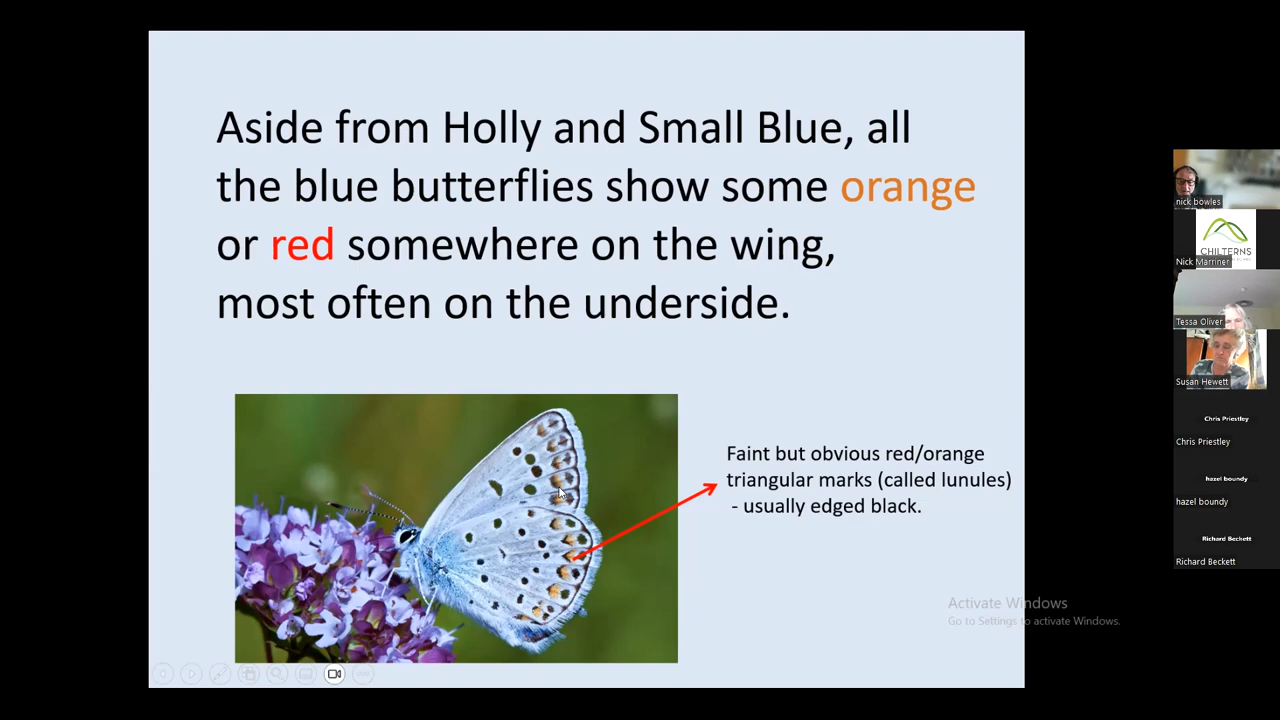 Aside from Holly and Small Blue, all
the blue butterflies show some orange
or red somewhere on the wing,
most often on the underside.
Faint but obvious red/orange
triangular marks (called lunules)
- usually edged black.
nick bowles
CHILTERNS
Nick Marriner
Tessa Oliver
Susan Hewett
Chris Priestley
Chris Priestley
hazel boundy
hazel boundy
Richard Beckett
Richard Beckett
Activate Windows
Go to Settings to activate Windows.